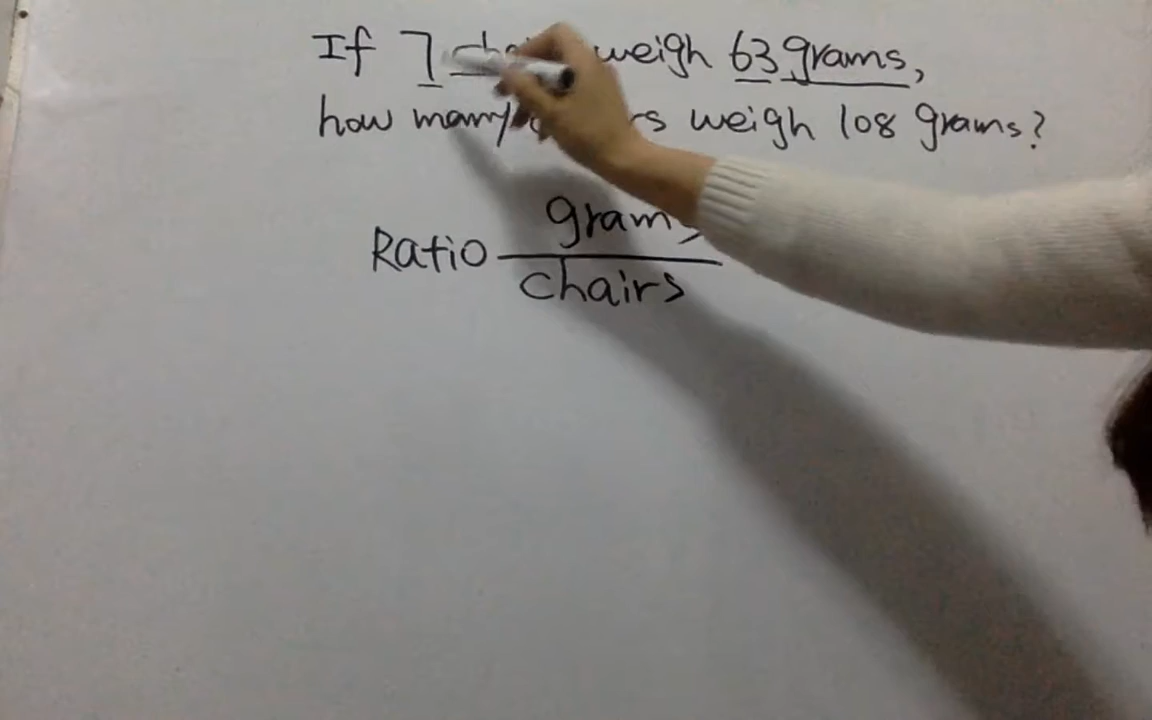 If 7 weigh 63 grams,
how many weigh 108 grams?
Ratio grams
chairs